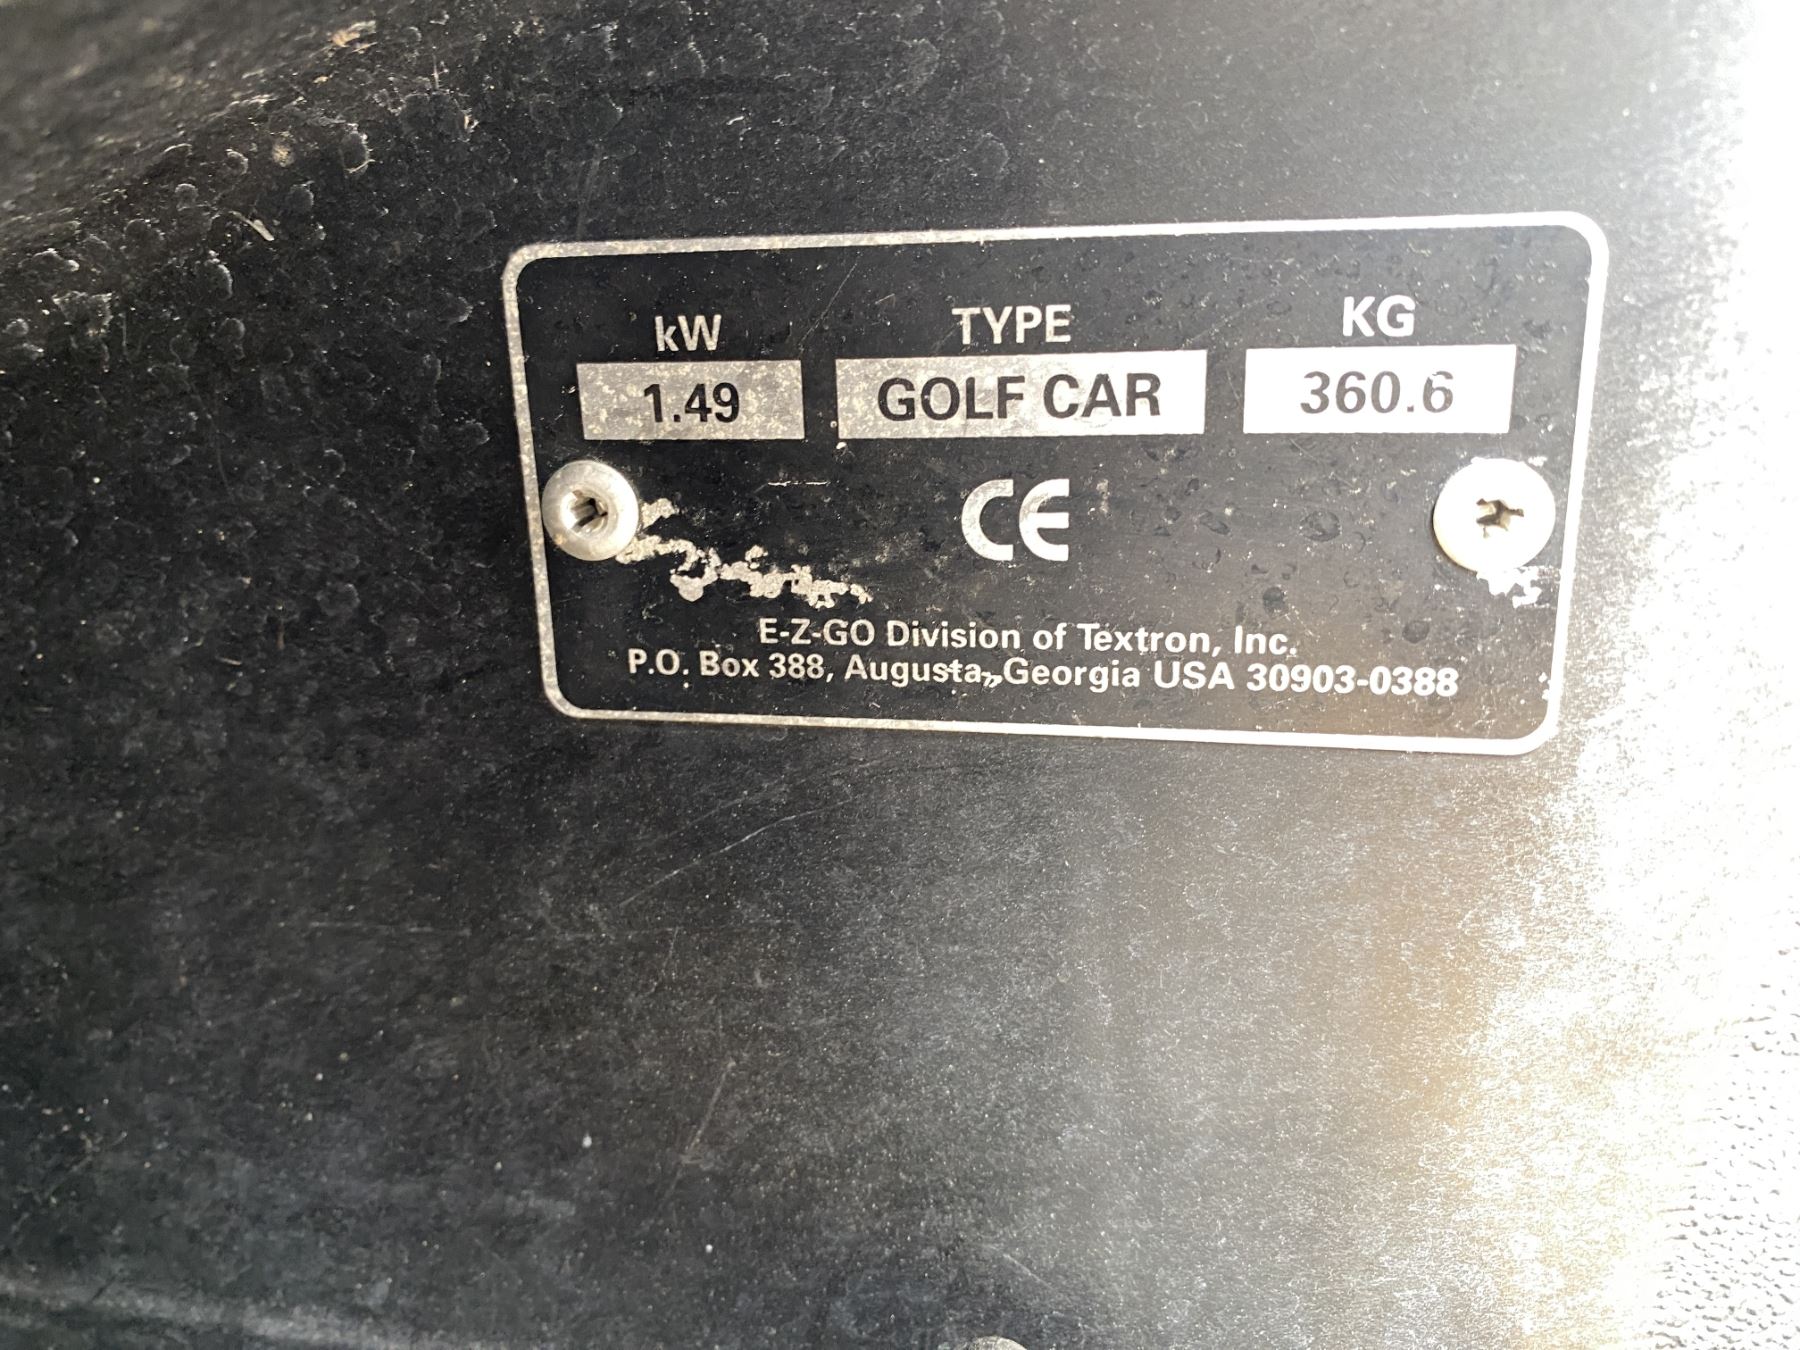 kW TYPE KG
1.49 GOLF CAR 360.6
CE
E-Z-GO Division of Textron, Inc.
P.O. Box 388, Augusta, Georgia USA 30903-0388